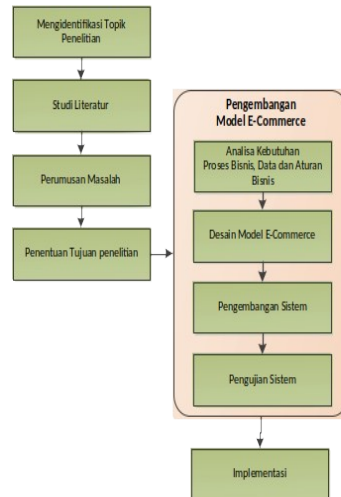 Mengidentifikasi Topik
Penelitian
Studi Literatur
Perumusan Masalah
Penentuan Tujuan penelitian
Pengembangan
Model E-Commerce
Analisa Kebutuhan
Proses Bisnis, Data dan Aturan
Bisnis
Desain Model E-Commerce
Pengembangan Sistem
Pengujian Sistem
Implementasi